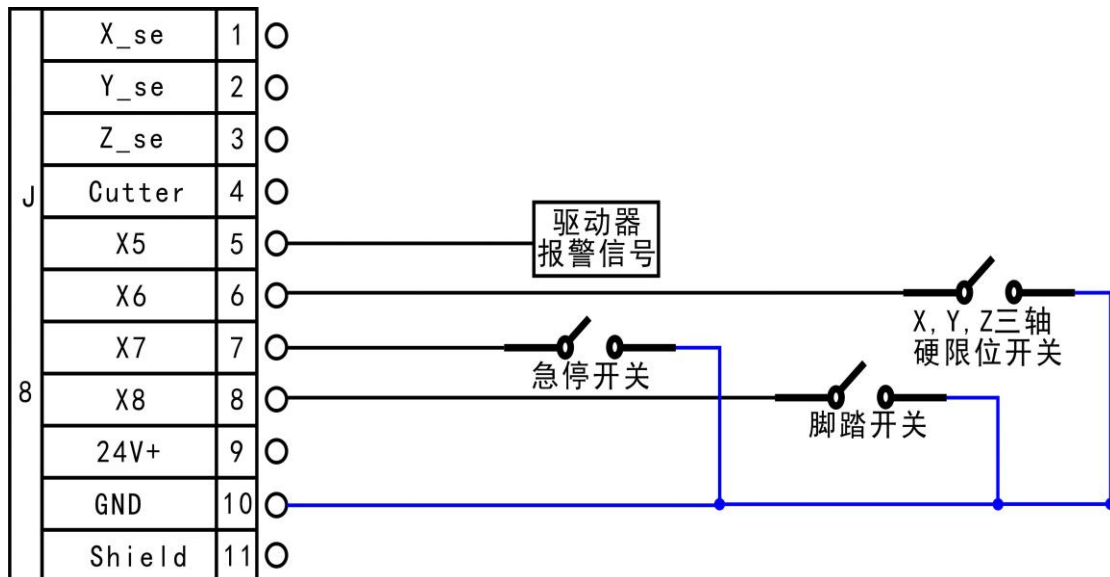 J8
X_se 1
Y_se 2
Z_se 3
Cutter 4
X5 5
X6 6
X7 7
X8 8
24V+ 9
GND 10
Shield 11
驱动器
报警信号
X,Y,Z三轴
硬限位开关
急停开关
脚踏开关